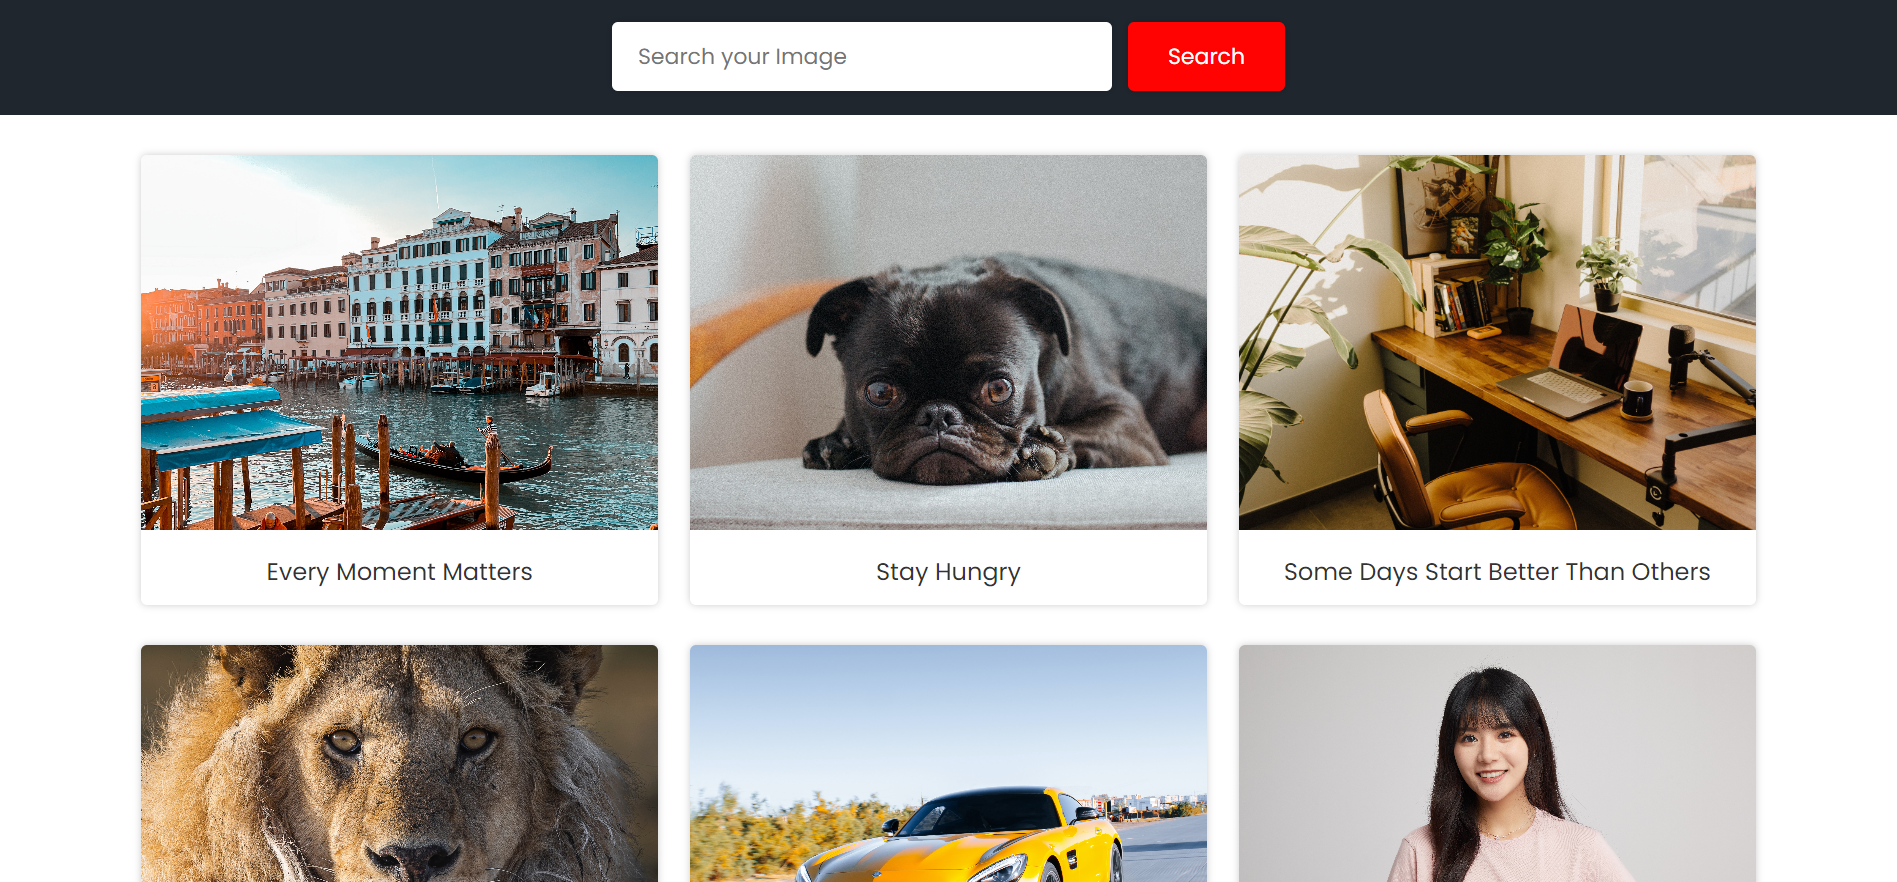 Search your Image
Search
Every Moment Matters
Stay Hungry
Some Days Start Better Than Others